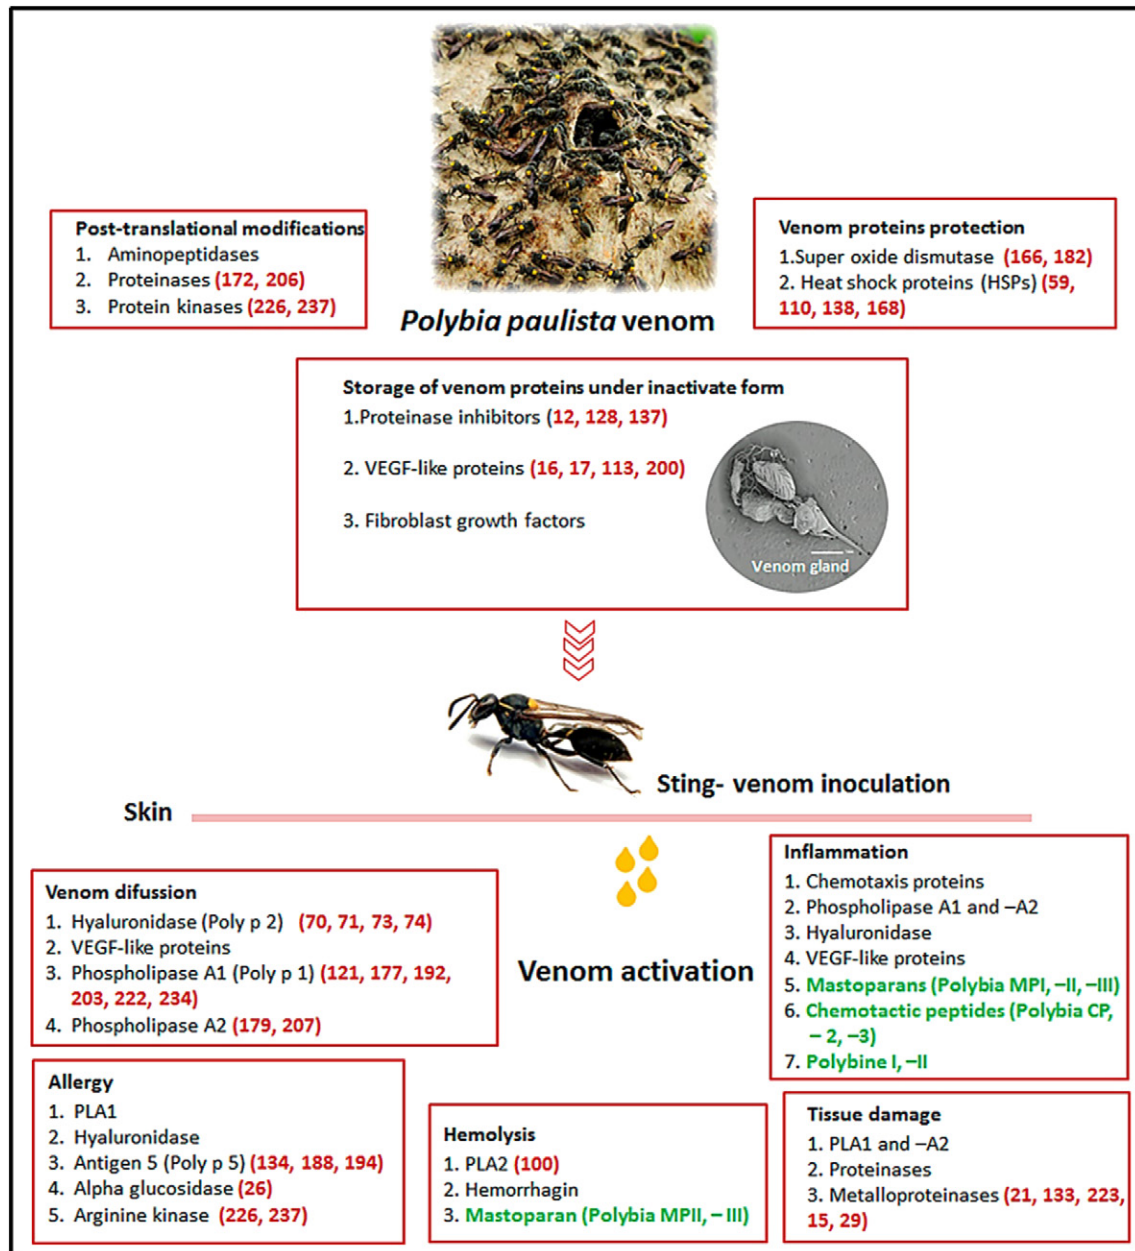 Post-translational modifications
1. Aminopeptidases
2. Proteinases (172, 206)
3. Protein kinases (226, 237)
Venom proteins protection
1.Super oxide dismutase (166, 182)
2. Heat shock proteins (HSPs) (59,
110, 138, 168)
Polybia paulista venom
Storage of venom proteins under inactivate form
1.Proteinase inhibitors (12, 128, 137)
2. VEGF-like proteins (16, 17, 113, 200)
3. Fibroblast growth factors
Venom gland
Sting- venom inoculation
Skin
Venom difussion
1. Hyaluronidase (Poly p 2) (70, 71, 73, 74)
2. VEGF-like proteins
3. Phospholipase A1 (Poly p 1) (121, 177, 192,
203, 222, 234)
4. Phospholipase A2 (179, 207)
Venom activation
Inflammation
1. Chemotaxis proteins
2. Phospholipase A1 and –A2
3. Hyaluronidase
4. VEGF-like proteins
5. Mastoparans (Polybia MPI, –II, –III)
6. Chemotactic peptides (Polybia CP,
– 2, –3)
7. Polybine I, –II
Allergy
1. PLA1
2. Hyaluronidase
3. Antigen 5 (Poly p 5) (134, 188, 194)
4. Alpha glucosidase (26)
5. Arginine kinase (226, 237)
Hemolysis
1. PLA2 (100)
2. Hemorrhagin
3. Mastoparan (Polybia MPII, – III)
Tissue damage
1. PLA1 and –A2
2. Proteinases
3. Metalloproteinases (21, 133, 223,
15, 29)